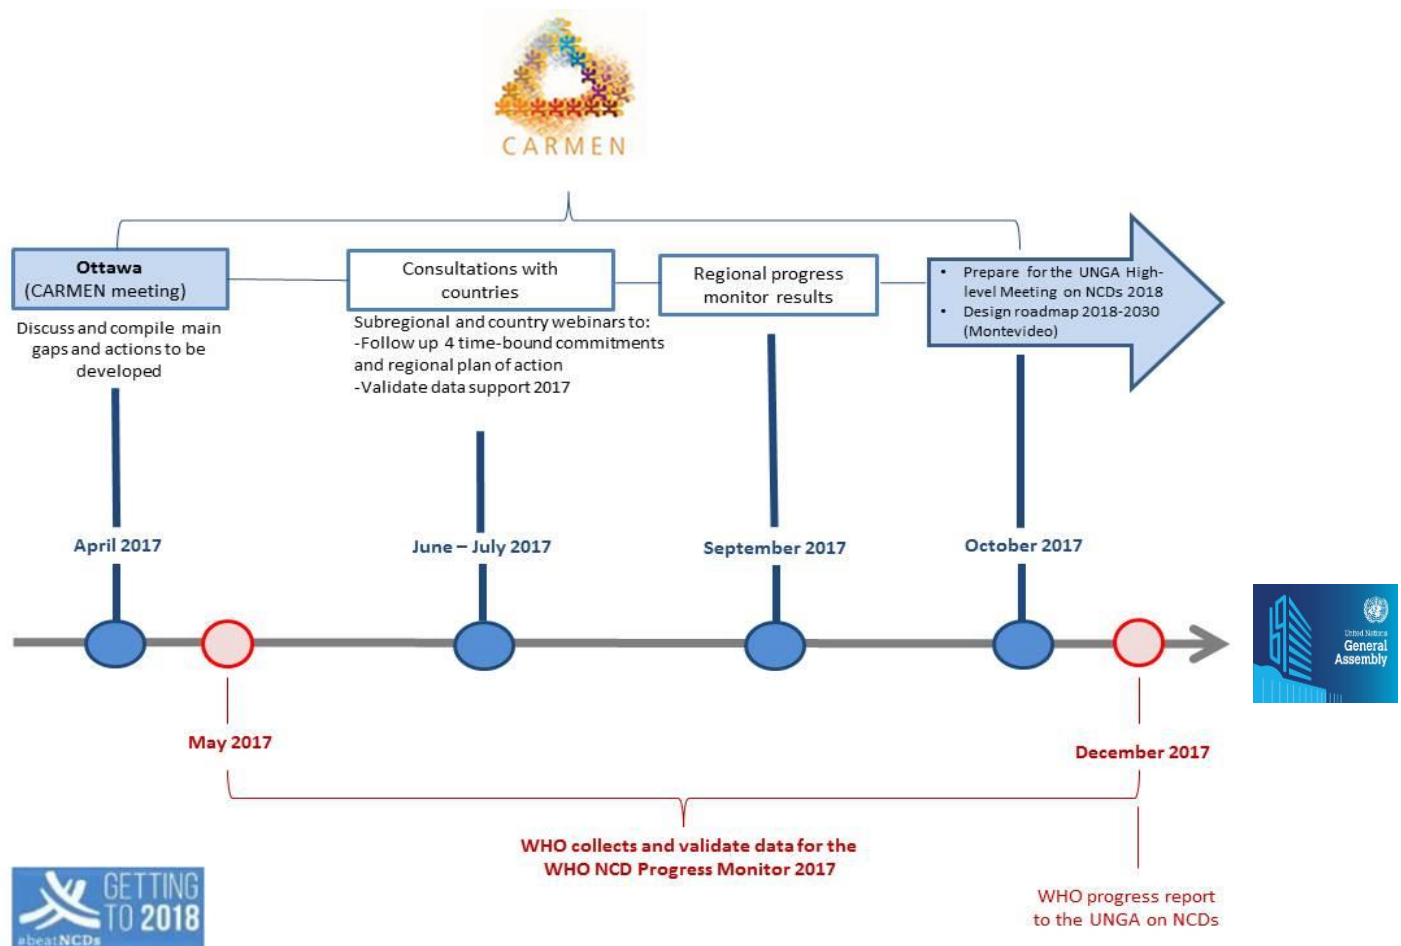 CARMEN
Ottawa
(CARMEN meeting)
Discuss and compile main
gaps and actions to be
developed
Consultations with
countries
Subregional and country webinars to:
-Follow up 4 time-bound commitments
and regional plan of action
-Validate data support 2017
Regional progress
monitor results
• Prepare for the UNGA High-
level Meeting on NCDs 2018
• Design roadmap 2018-2030
(Montevideo)
April 2017
June – July 2017
September 2017
October 2017
United Nations
General
Assembly
May 2017
December 2017
WHO collects and validate data for the
WHO NCD Progress Monitor 2017
WHO progress report
to the UNGA on NCDs
GETTING
TO 2018
#beatNCDs